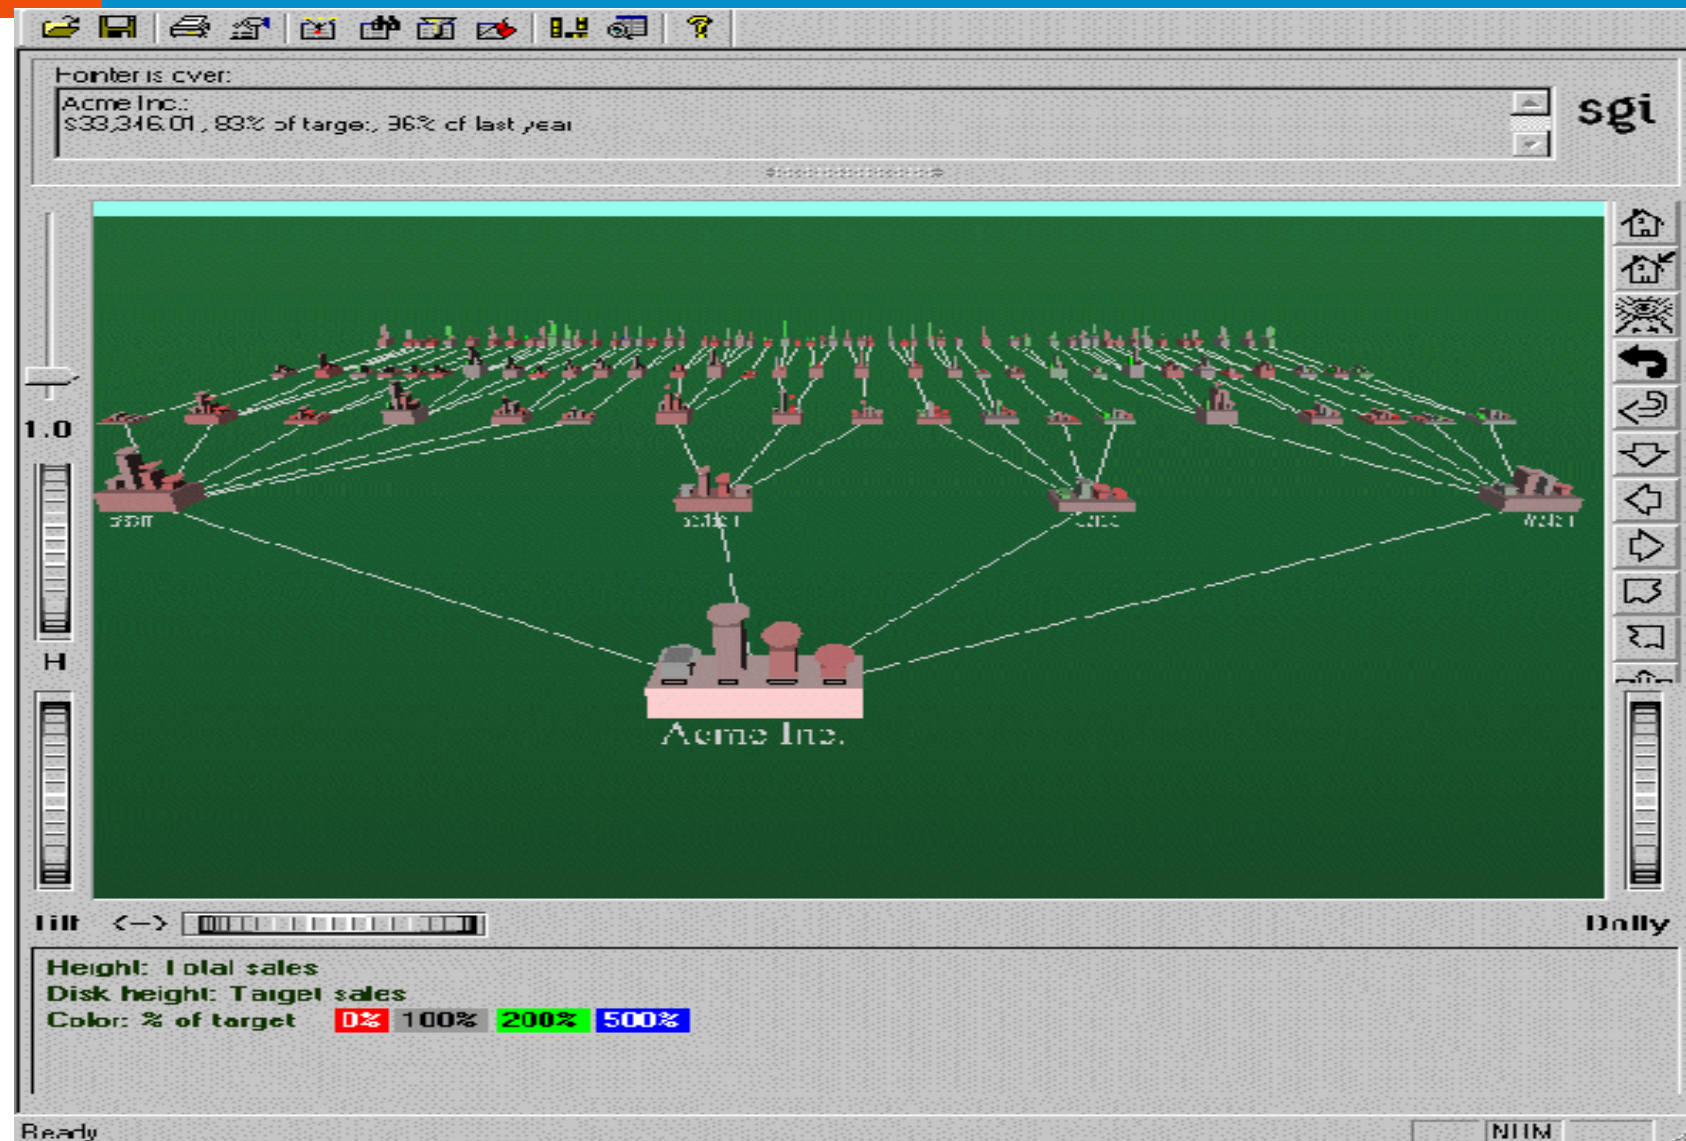 Pointer is over:
Acme Inc.:
$33,346.01, 83% of target, 96% of last year
sgi
1.0
H
Acme Inc.
Tilt <-> Dolly
Height: Total sales
Disk height: Target sales
Color: % of target 0% 100% 200% 500%
Ready NUM